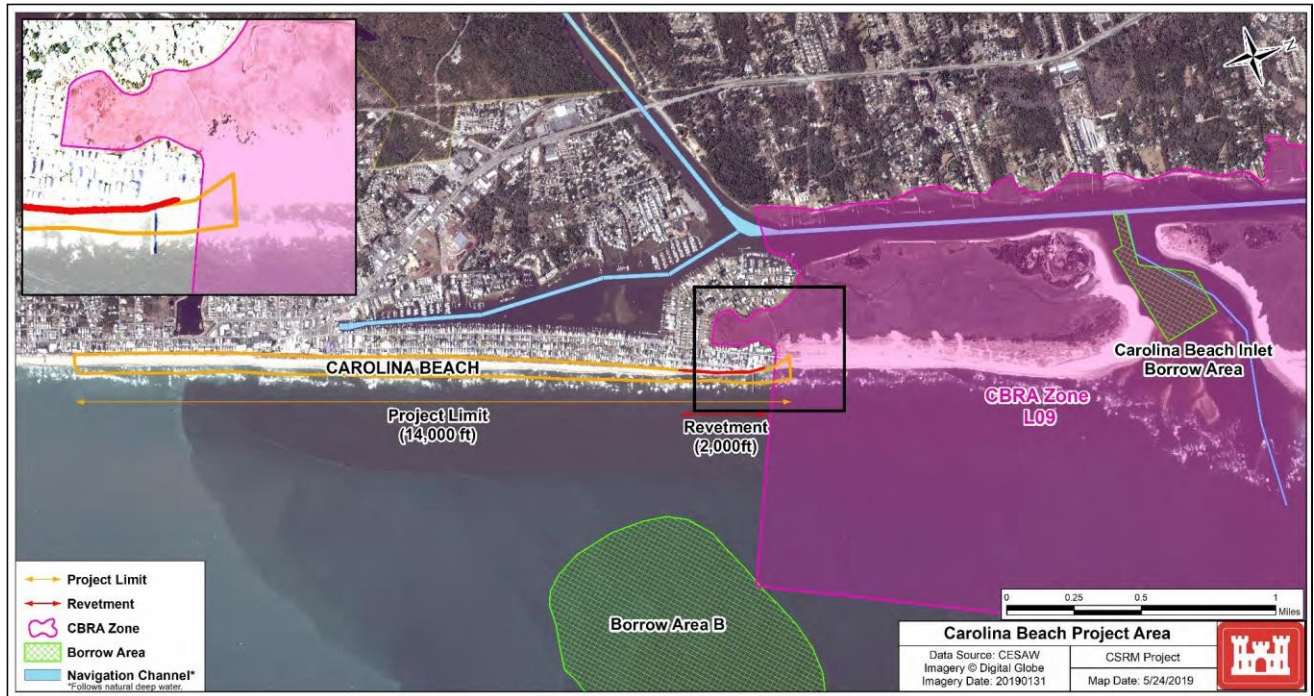 N
CAROLINA BEACH
Project Limit
(14,000 ft)
Revetment
(2,000ft)
CBRA Zone
L09
Carolina Beach Inlet
Borrow Area
Borrow Area B
Project Limit
Revetment
CBRA Zone
Borrow Area
Navigation Channel*
*Follows natural deep water.
0 0.25 0.5 1
Miles
Carolina Beach Project Area
Data Source: CESAW
Imagery © Digital Globe
Imagery Date: 20190131
CSRM Project
Map Date: 5/24/2019